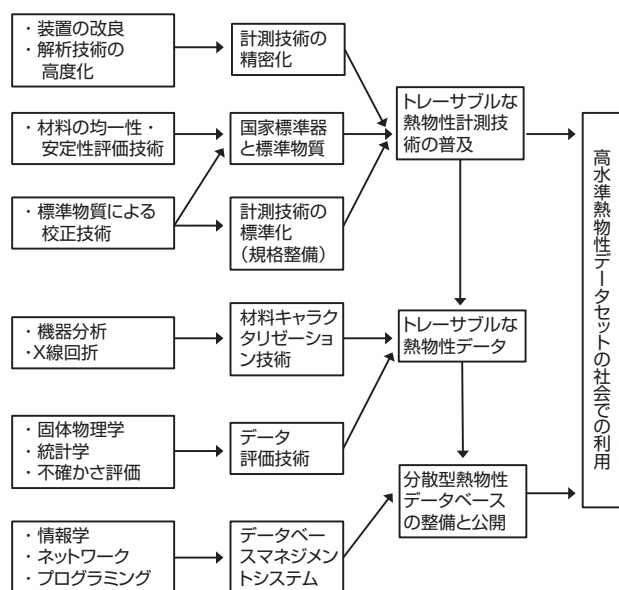 ・装置の改良
・解析技術の
高度化
計測技術の
精密化
・材料の均一性・
安定性評価技術
国家標準器
と標準物質
トレーサブルな
熱物性計測技
術の普及
・標準物質による
校正技術
計測技術の
標準化
（規格整備）
・機器分析
・X線回折
材料キャラク
タリゼーショ
ン技術
トレーサブルな
熱物性データ
・固体物理学
・統計学
・不確かさ評価
データ
評価技術
分散型熱物性
データベース
の整備と公開
・情報学
・ネットワーク
・プログラミング
データベー
スマネジメン
トシステム
高水準熱物性データセットの社会での利用